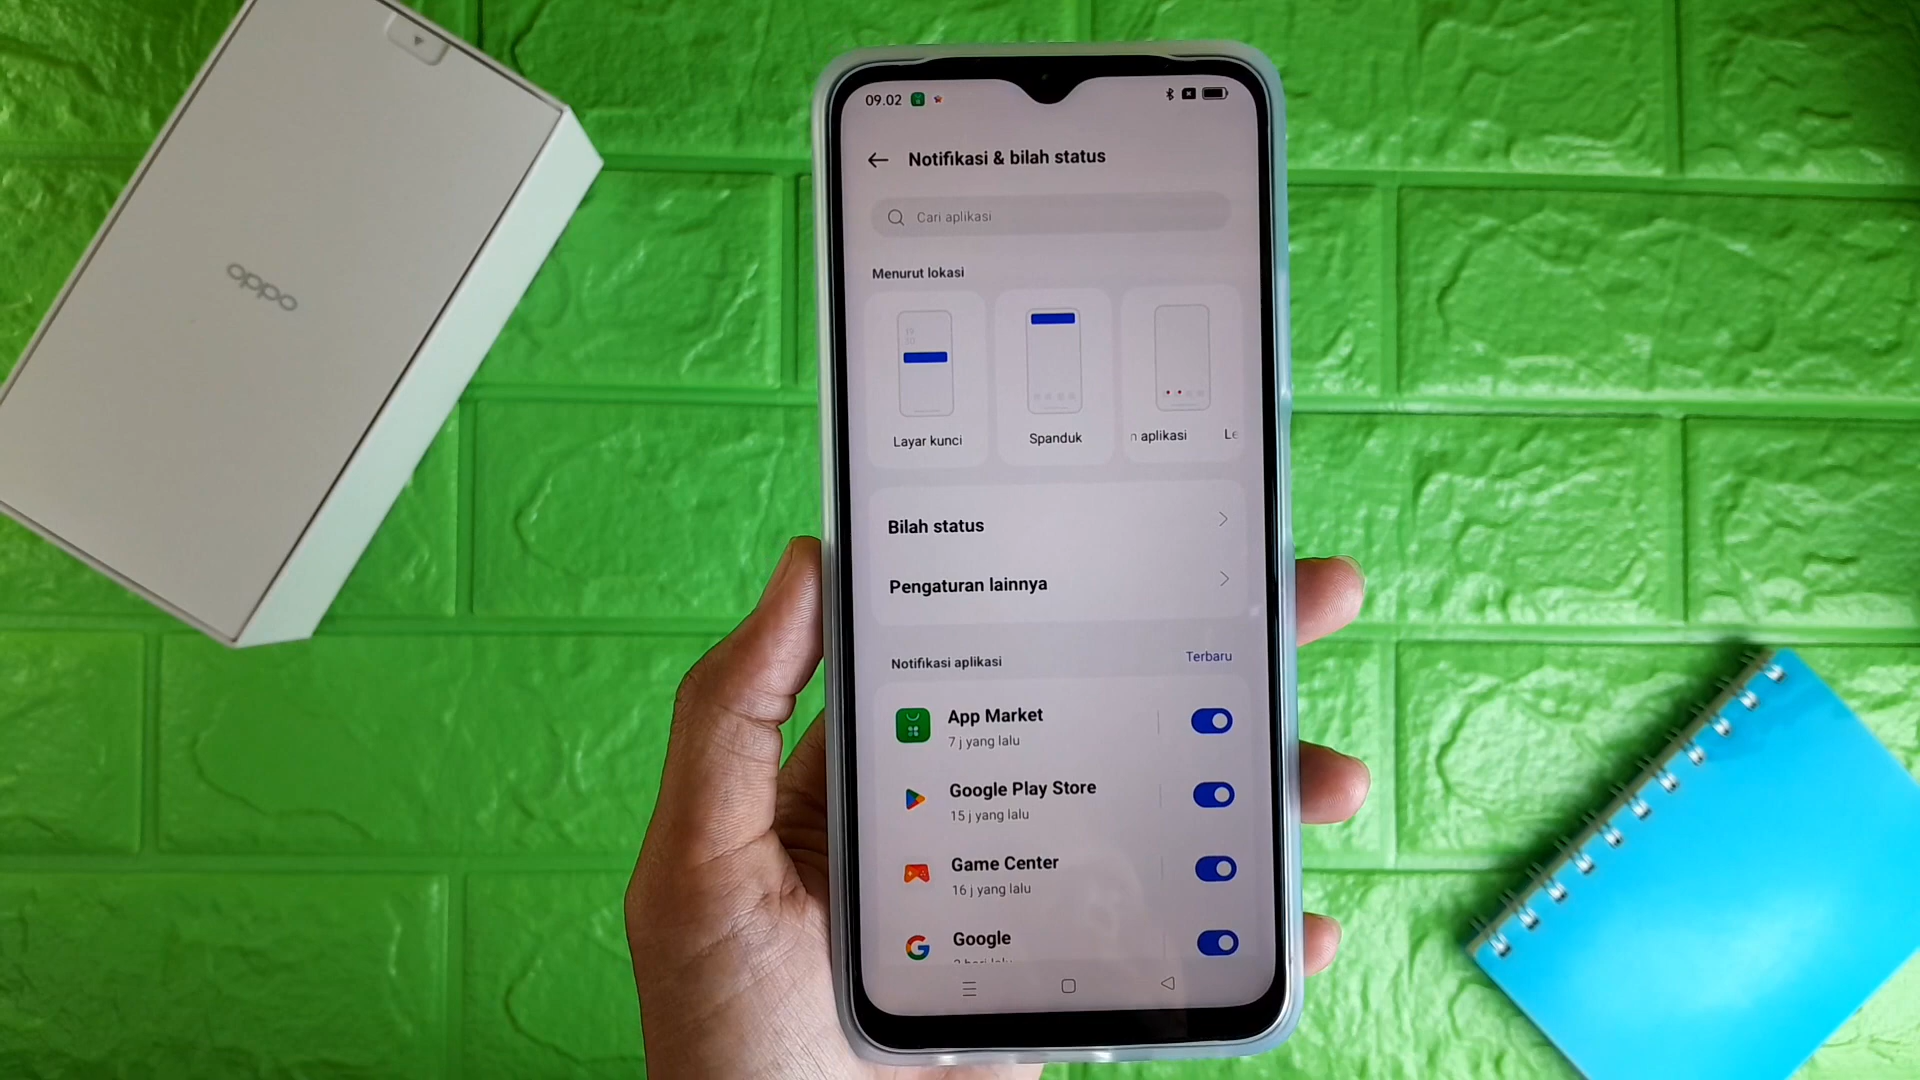 oppo
09.02
Notifikasi & bilah status
Cari aplikasi
Menurut lokasi
Layar kunci
Spanduk
n aplikasi
Bilah status
Pengaturan lainnya
Notifikasi aplikasi
Terbaru
App Market
7 j yang lalu
Google Play Store
15 j yang lalu
Game Center
16 j yang lalu
Google